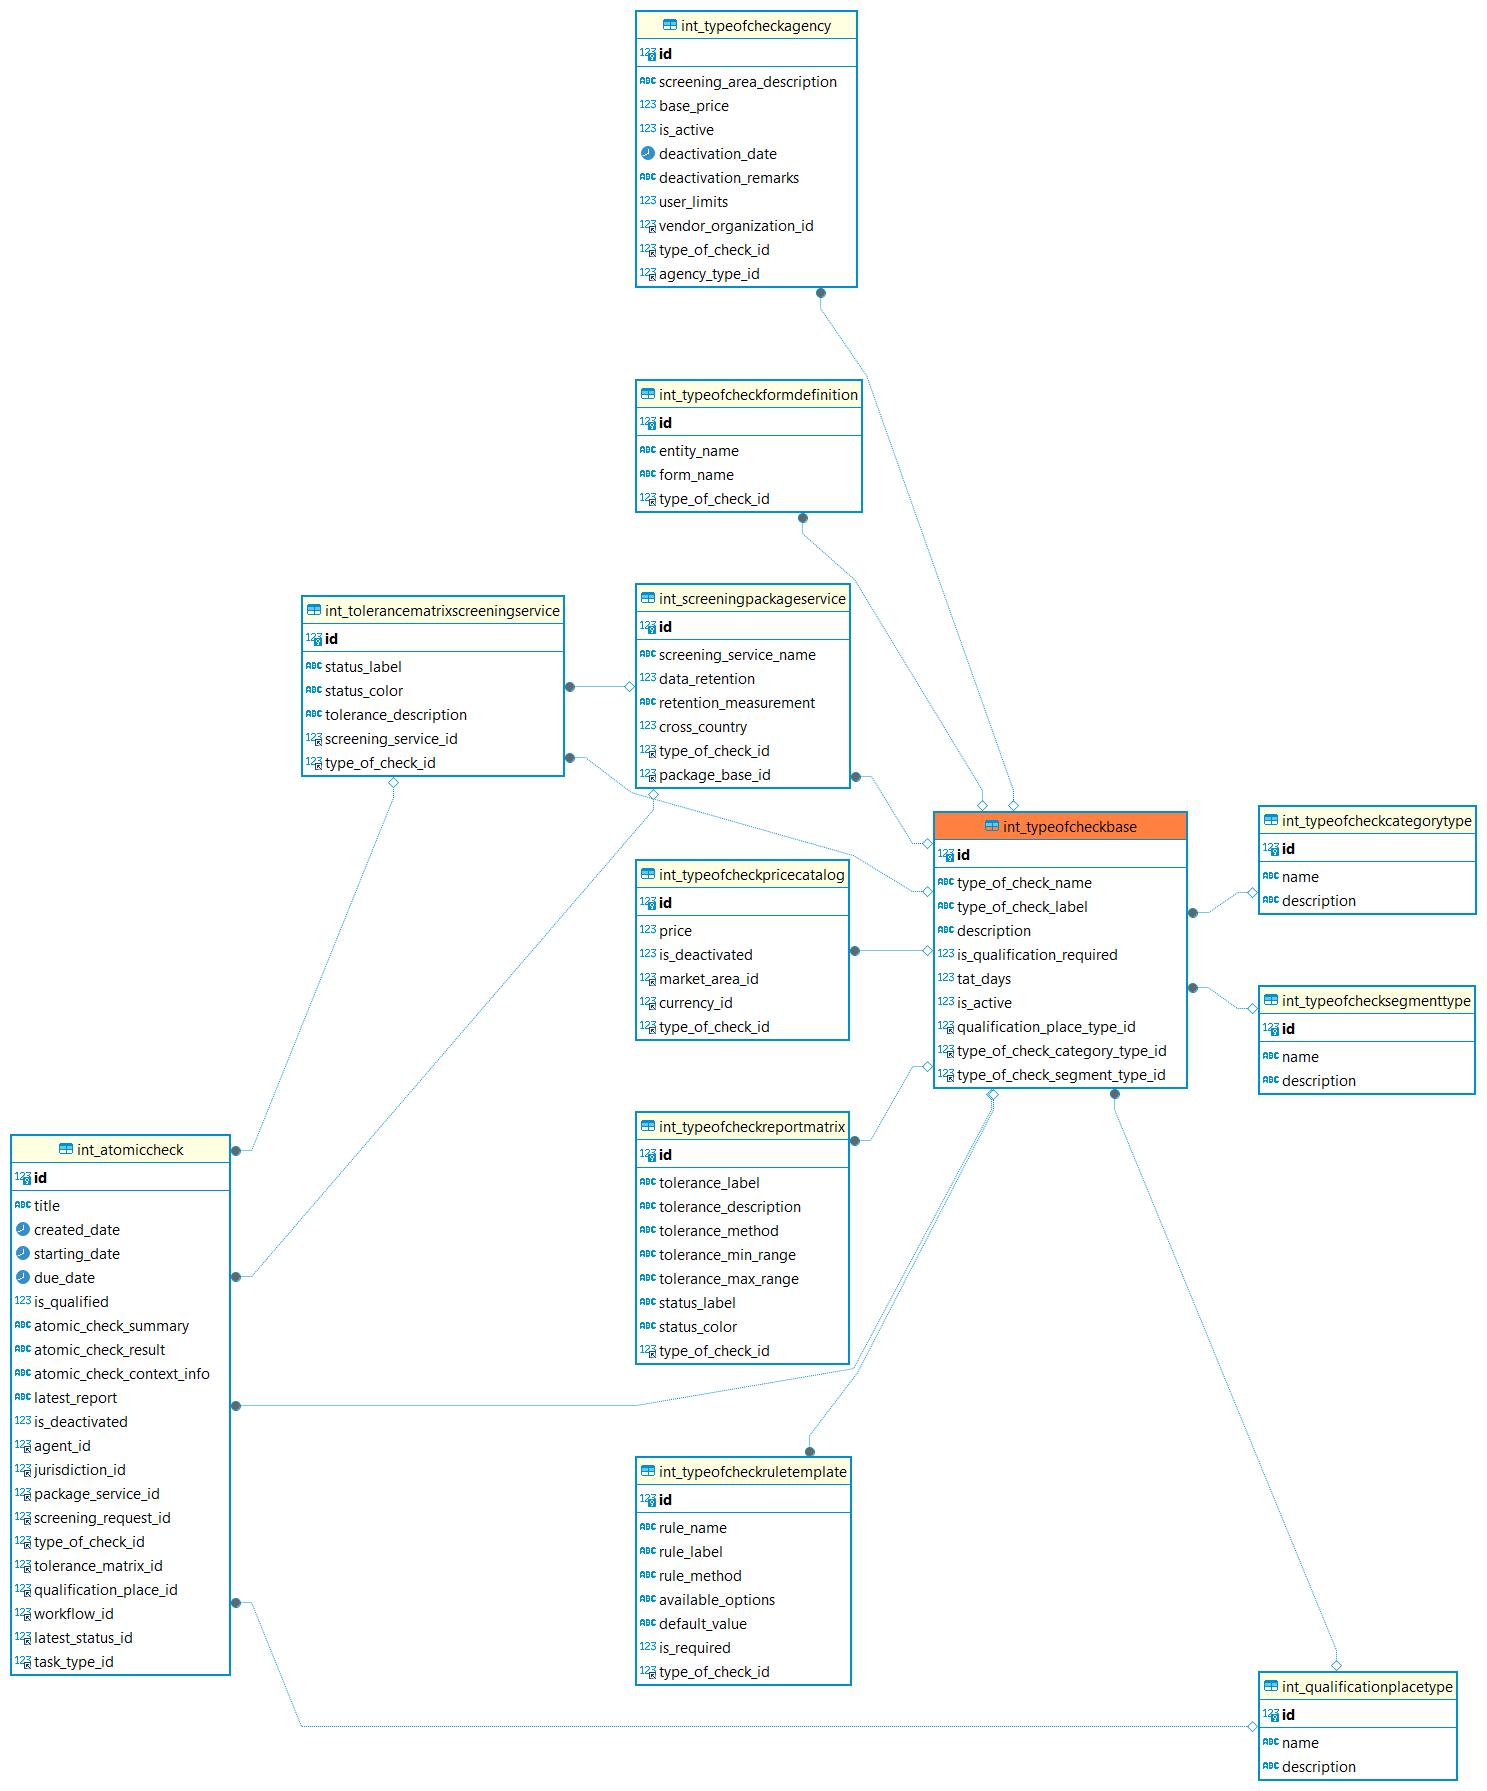 int_typeofcheckagency
id
screening_area_description
base_price
is_active
deactivation_date
deactivation_remarks
user_limits
vendor_organization_id
type_of_check_id
agency_type_id
int_typeofcheckformdefinition
id
entity_name
form_name
type_of_check_id
int_tolerancematrixscreeningservice
id
status_label
status_color
tolerance_description
screening_service_id
type_of_check_id
int_screeningpackageservice
id
screening_service_name
data_retention
retention_measurement
cross_country
type_of_check_id
package_base_id
int_typeofcheckbase
id
type_of_check_name
type_of_check_label
description
is_qualification_required
tat_days
is_active
qualification_place_type_id
type_of_check_category_type_id
type_of_check_segment_type_id
int_typeofcheckcategorytype
id
name
description
int_typeofchecksegmenttype
id
name
description
int_typeofcheckpricecatalog
id
price
is_deactivated
market_area_id
currency_id
type_of_check_id
int_typeofcheckreportmatrix
id
tolerance_label
tolerance_description
tolerance_method
tolerance_min_range
tolerance_max_range
status_label
status_color
type_of_check_id
int_atomiccheck
id
title
created_date
starting_date
due_date
is_qualified
atomic_check_summary
atomic_check_result
atomic_check_context_info
latest_report
is_deactivated
agent_id
jurisdiction_id
package_service_id
screening_request_id
type_of_check_id
tolerance_matrix_id
qualification_place_id
workflow_id
latest_status_id
task_type_id
int_typeofcheckruletemplate
id
rule_name
rule_label
rule_method
available_options
default_value
is_required
type_of_check_id
int_qualificationplacetype
id
name
description